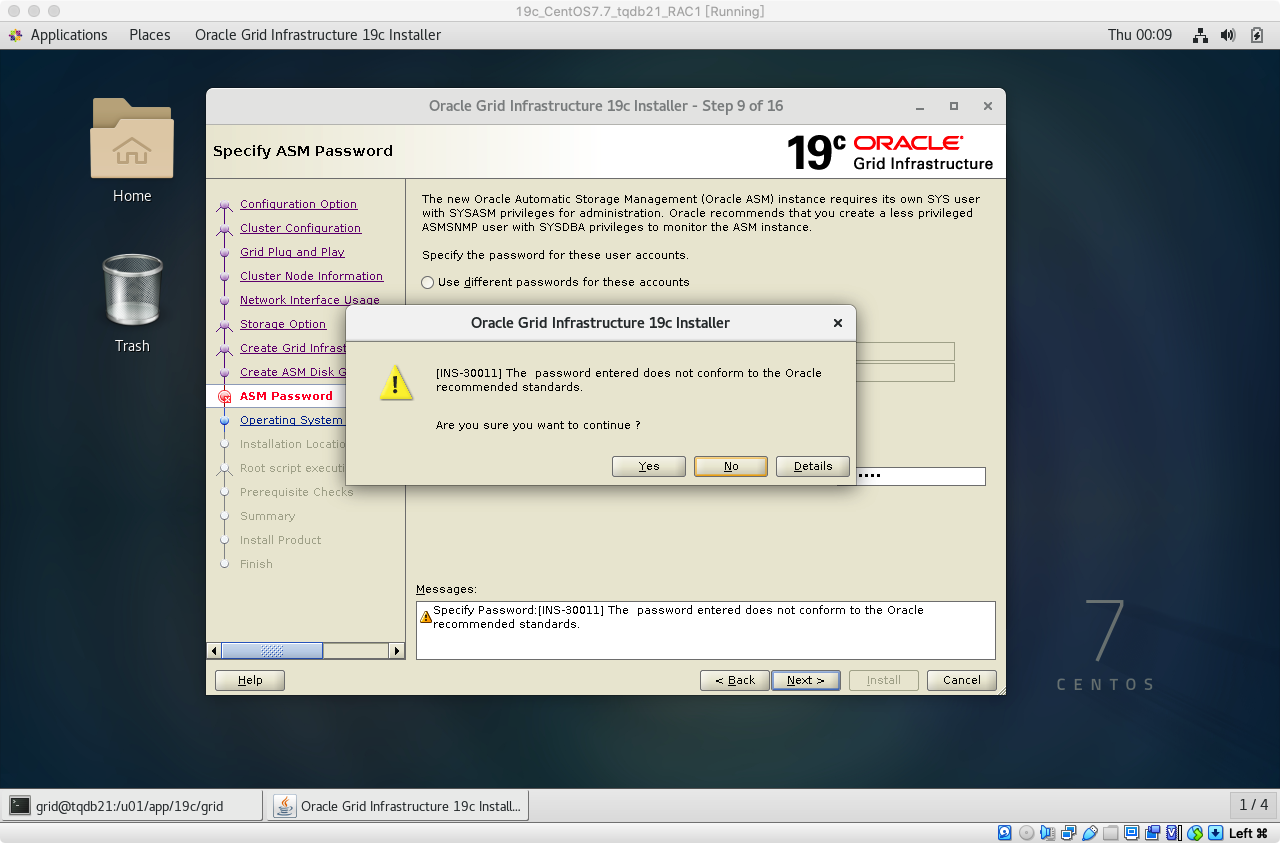 19c_CentOS7.7_tqdb21_RAC1 [Running]
Applications Places Oracle Grid Infrastructure 19c Installer Thu 00:09
Home
Trash
Oracle Grid Infrastructure 19c Installer - Step 9 of 16
Specify ASM Password
19c ORACLE
Grid Infrastructure
Configuration Option
Cluster Configuration
Grid Plug and Play
Cluster Node Information
Network Interface Usage
Storage Option
Create Grid Infrast
Create ASM Disk G
ASM Password
Operating System
Installation Locatio
Root script executi
Prerequisite Checks
Summary
Install Product
Finish
The new Oracle Automatic Storage Management (Oracle ASM) instance requires its own SYS user
with SYSASM privileges for administration. Oracle recommends that you create a less privileged
ASMSNMP user with SYSDBA privileges to monitor the ASM instance.
Specify the password for these user accounts.
Use different passwords for these accounts
Oracle Grid Infrastructure 19c Installer
[INS-30011] The  password entered does not conform to the Oracle
recommended standards.
Are you sure you want to continue ?
Yes No Details
Messages:
Specify Password:[INS-30011] The  password entered does not conform to the Oracle
recommended standards.
Help < Back Next > Install Cancel
7
CENTOS
grid@tqdb21:/u01/app/19c/grid
Oracle Grid Infrastructure 19c Install...
1 / 4
Left ⌘